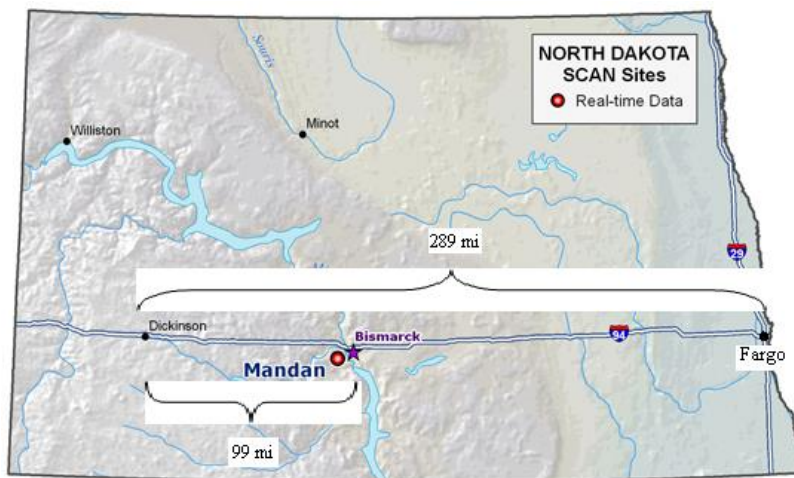 NORTH DAKOTA
SCAN Sites
Real-time Data
Souris
Minot
Williston
289 mi
29
Dickinson
Bismarck
94
Mandan
Fargo
99 mi